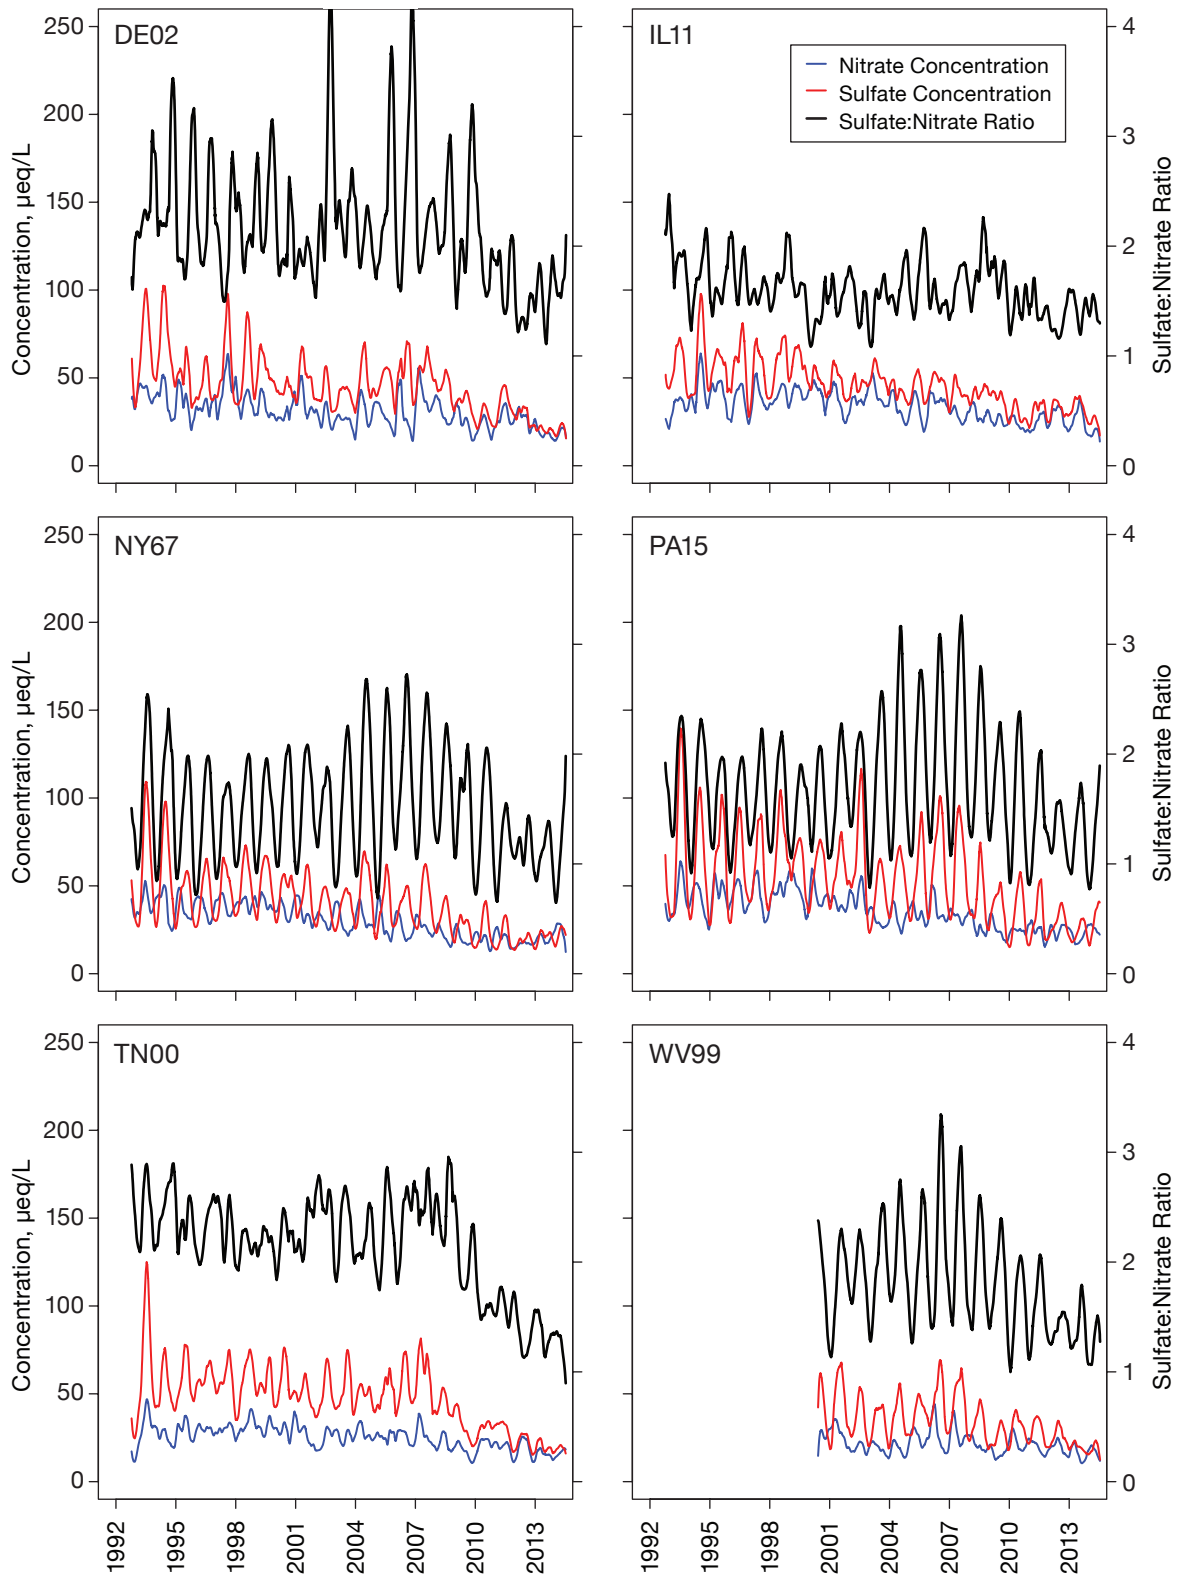 DE02
250
200
150
100
50
0
Concentration, µeq/L
IL11
Nitrate Concentration
Sulfate Concentration
Sulfate:Nitrate Ratio
4
3
2
1
0
Sulfate:Nitrate Ratio
NY67
250
200
150
100
50
0
Concentration, µeq/L
PA15
4
3
2
1
0
Sulfate:Nitrate Ratio
TN00
250
200
150
100
50
0
Concentration, µeq/L
WV99
4
3
2
1
0
Sulfate:Nitrate Ratio
1992 1995 1998 2001 2004 2007 2010 2013
1992 1995 1998 2001 2004 2007 2010 2013